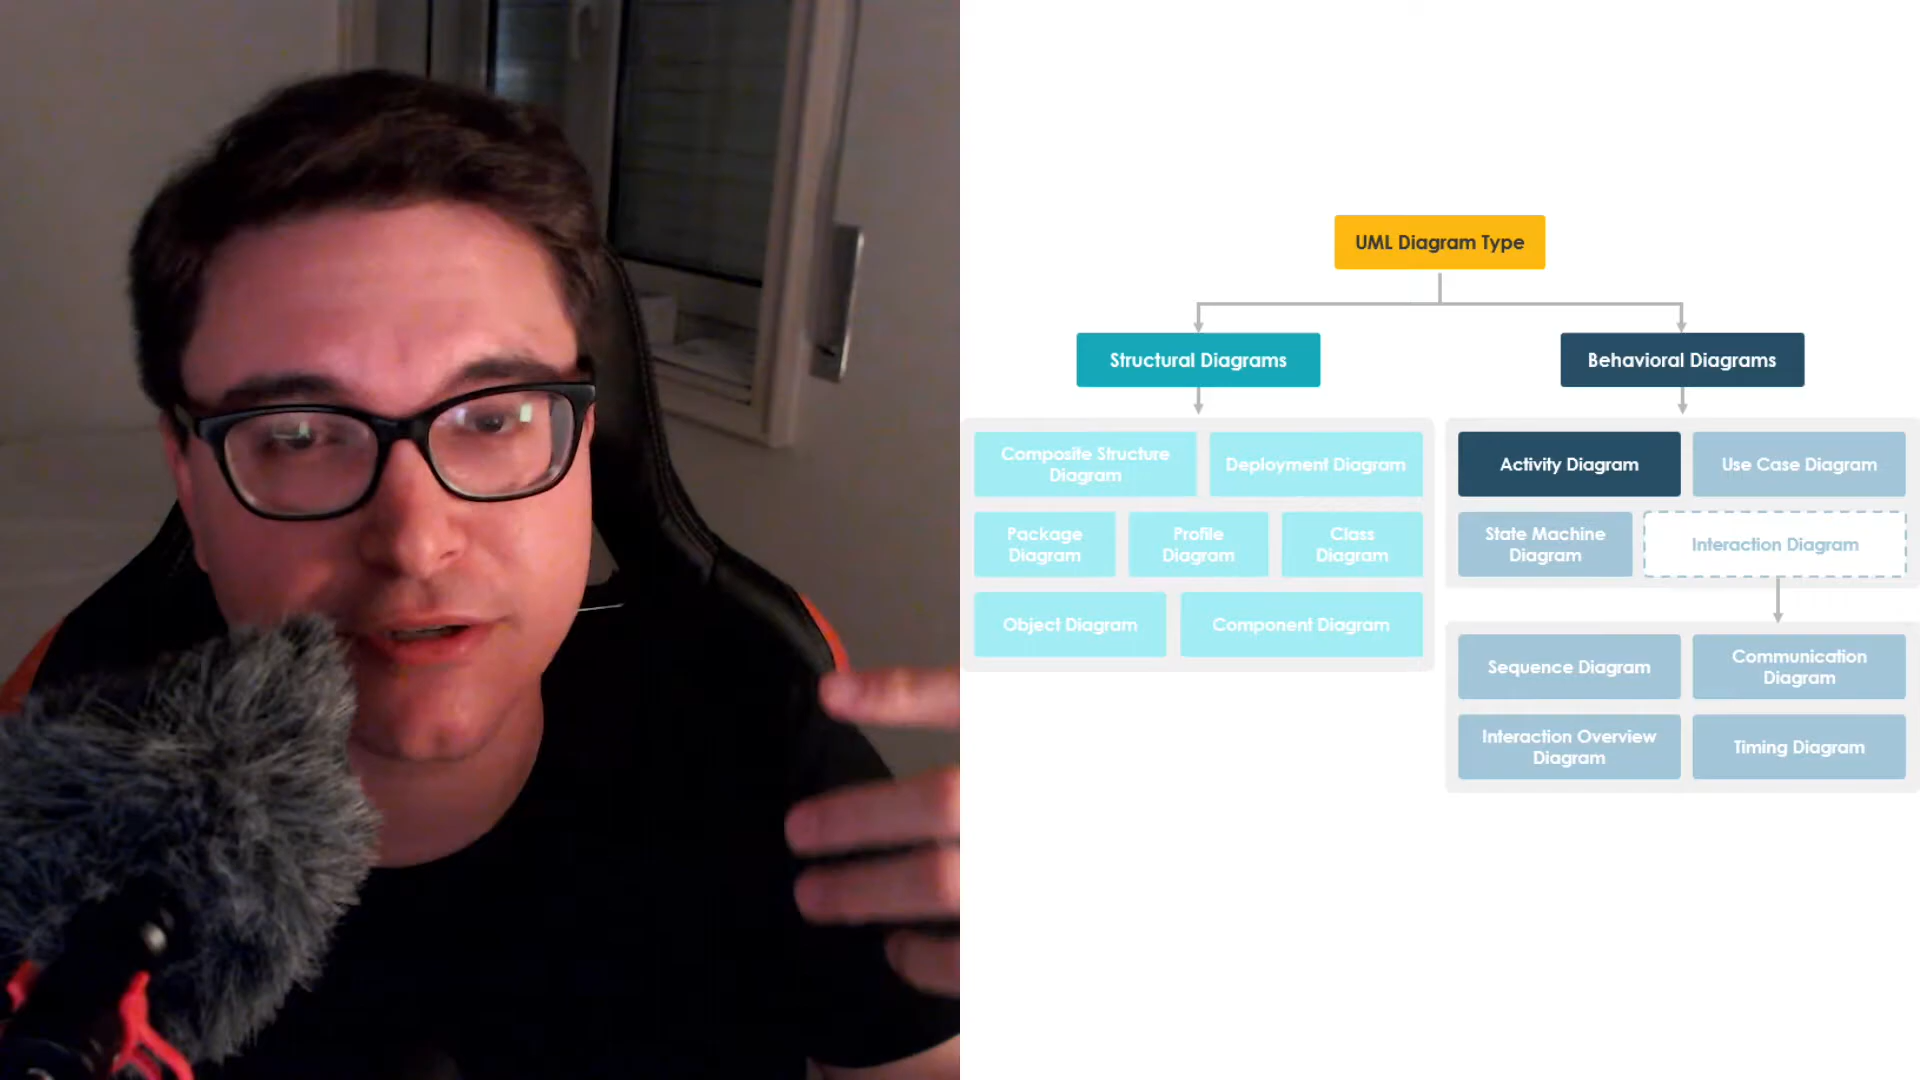 UML Diagram Type
Structural Diagrams
Behavioral Diagrams
Composite Structure
Diagram
Deployment Diagram
Package
Diagram
Profile
Diagram
Class
Diagram
Object Diagram
Component Diagram
Activity Diagram
Use Case Diagram
State Machine
Diagram
Interaction Diagram
Sequence Diagram
Communication
Diagram
Interaction Overview
Diagram
Timing Diagram